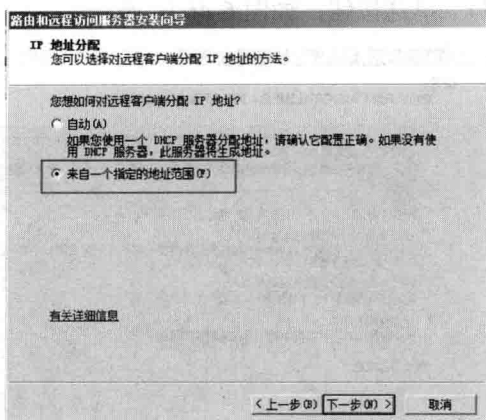 路由和远程访问服务器安装向导
IP 地址分配
您可以选择对远程客户端分配 IP 地址的方法。
您想如何对远程客户端分配 IP 地址?
自动(A)
如果您使用一个 DHCP 服务器分配地址，请确认它配置正确。如果没有使
用 DHCP 服务器，此服务器将生成地址。
来自一个指定的地址范围(F)
有关详细信息
<上一步(B)
下一步(N) >
取消